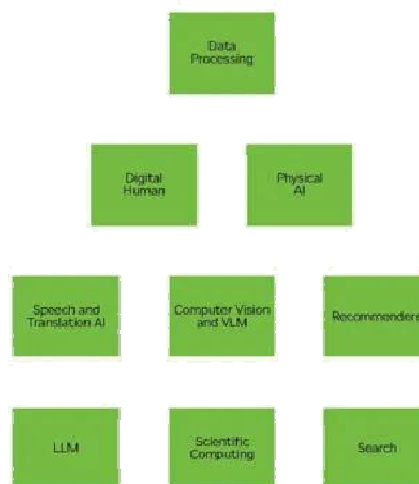 Data
Processing
Digital
Human
Physical
AI
Speech and
Translation AI
Computer Vision
and VLM
Recommenders
LLM
Scientific
Computing
Search